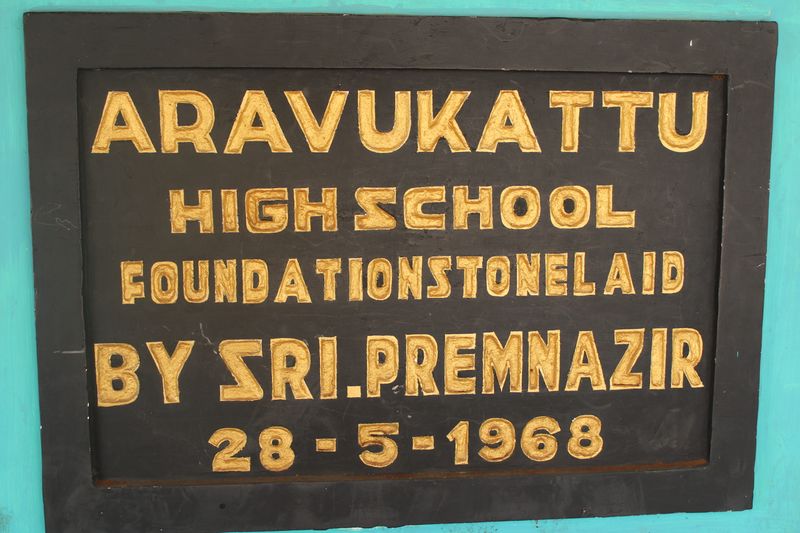 ARAVUKATTU
HIGH SCHOOL
FOUNDATIONSTONELAID
BY SRI.PREMNAZIR
28-5-1968